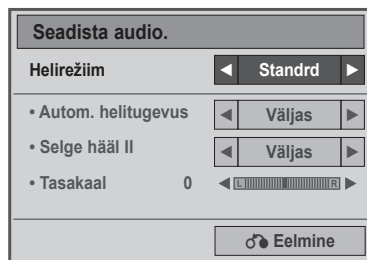 Seadista audio.
Helirežiim ◄ Standrd ►
• Autom. helitugevus ◄ Väljas ►
• Selge hääl II ◄ Väljas ►
• Tasakaal 0 ◄ L R ►
Eelmine